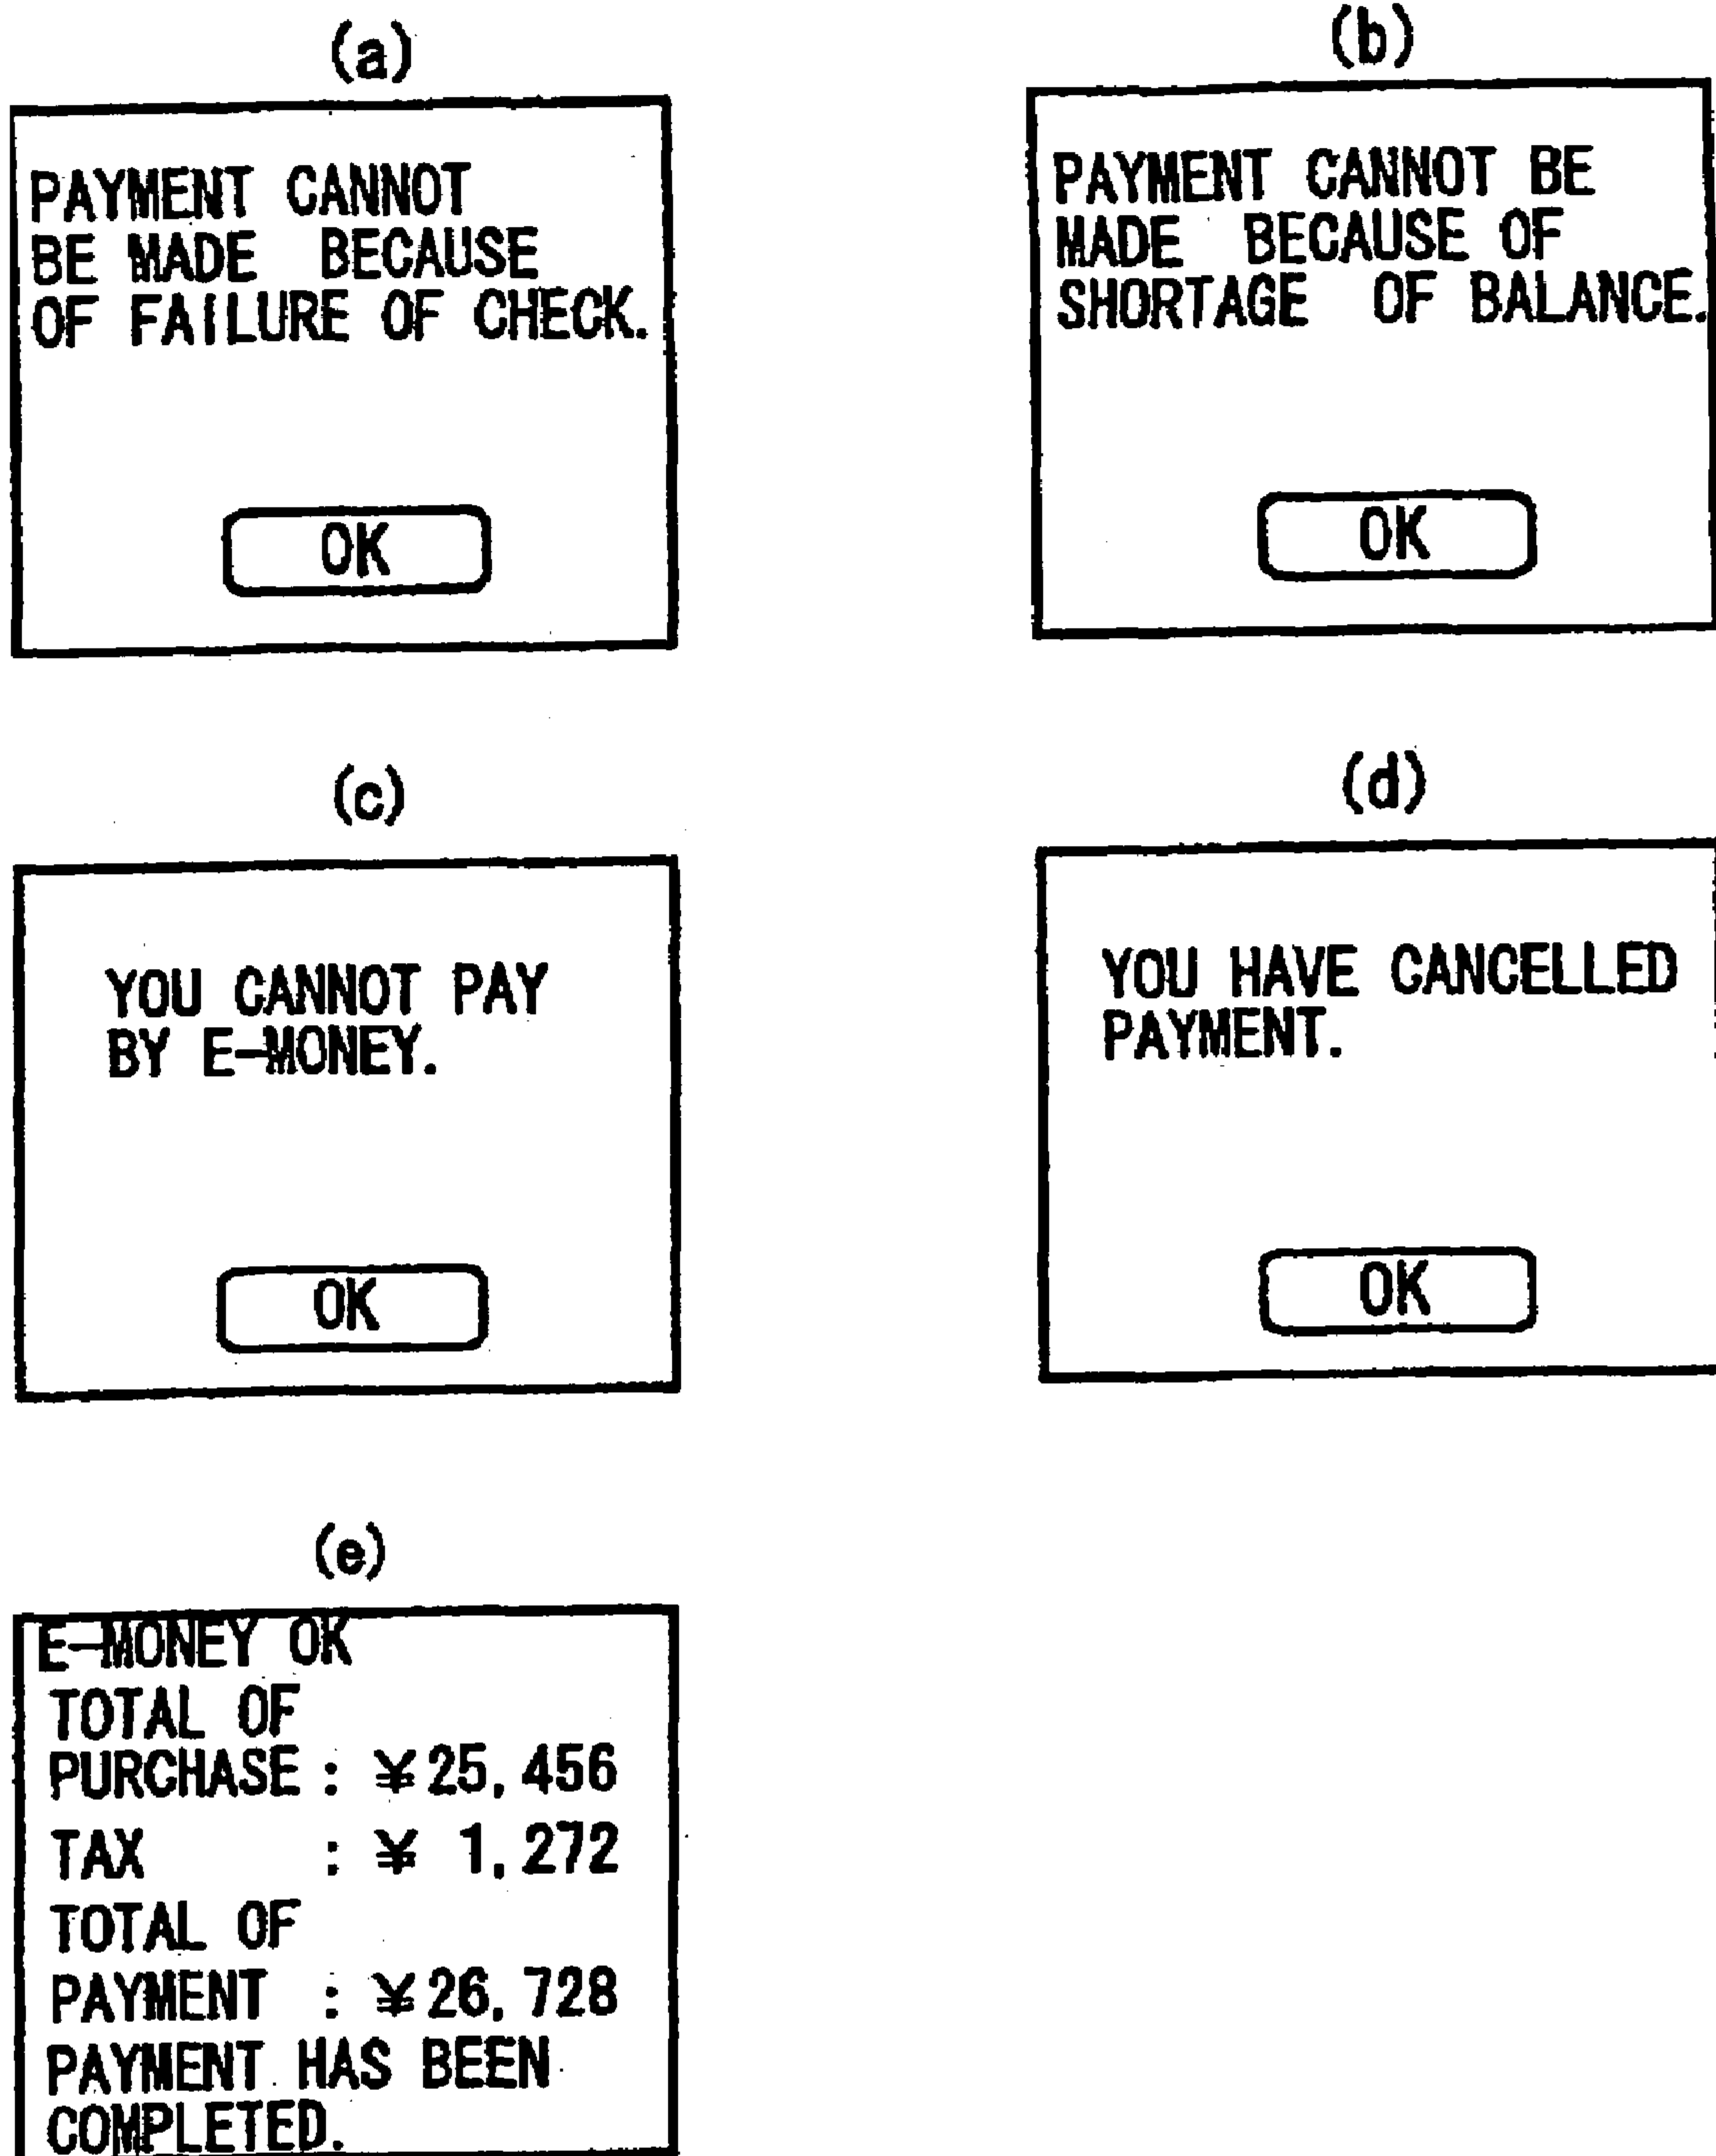 (a)
PAYMENT CANNOT
BE MADE BECAUSE
OF FAILURE OF CHECK.
OK
(b)
PAYMENT CANNOT BE
MADE BECAUSE OF
SHORTAGE OF BALANCE.
OK
(c)
YOU CANNOT PAY
BY E-MONEY.
OK
(d)
YOU HAVE CANCELLED
PAYMENT.
OK
(e)
E-MONEY OK
TOTAL OF
PURCHASE : ¥25,456
TAX : ¥ 1,272
TOTAL OF
PAYMENT : ¥26,728
PAYMENT HAS BEEN
COMPLETED.